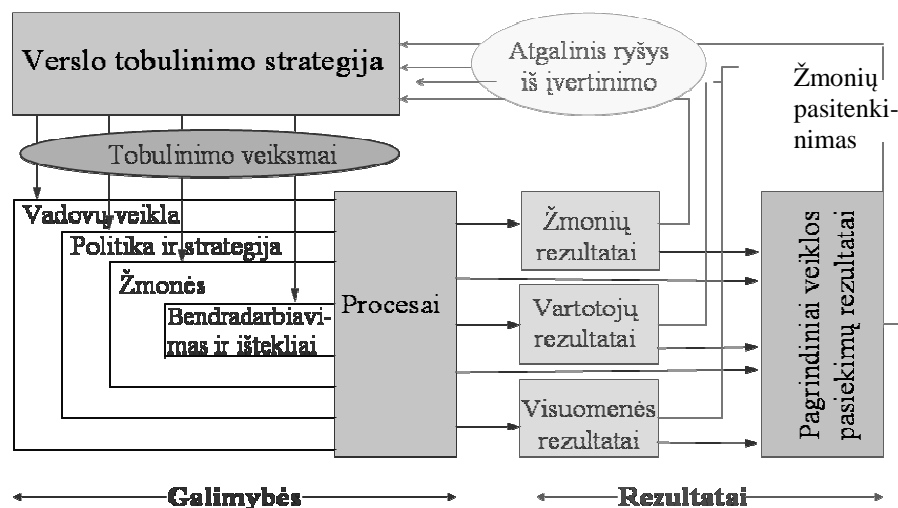 Verslo tobulinimo strategija
Atgalinis ryšys
iš įvertinimo
Žmonių
pasitenki-
nimas
Tobulinimo veiksmai
Vadovų veikla
Politika ir strategija
Žmonės
Bendradarbiavi-
mas ir ištekliai
Procesai
Žmonių
rezultatai
Vartotojų
rezultatai
Visuomenės
rezultatai
Pagrindiniai veiklos
pasiekimų rezultatai
Galimybės
Rezultatai